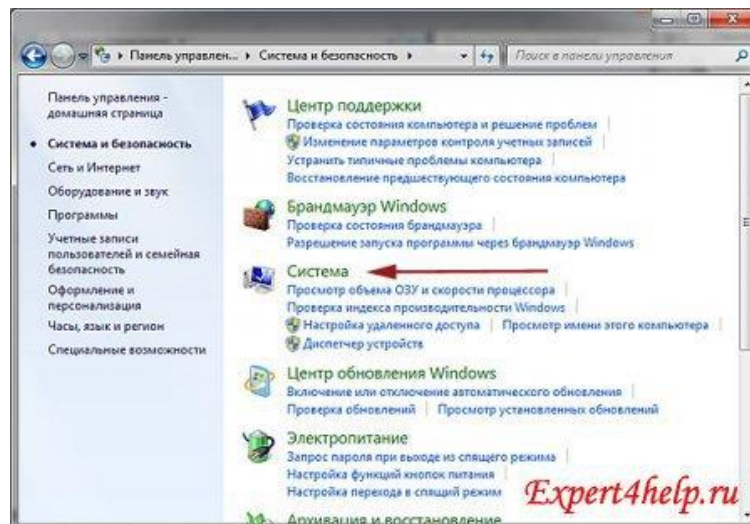 Панель управлен... ▸ Система и безопасность ▸
Поиск в панели управления
Панель управления -
домашняя страница
Система и безопасность
Сеть и Интернет
Оборудование и звук
Программы
Учетные записи
пользователей и семейная
безопасность
Оформление и
персонализация
Часы, язык и регион
Специальные возможности
Центр поддержки
Проверка состояния компьютера и решение проблем
Изменение параметров контроля учетных записей
Устранить типичные проблемы компьютера
Восстановление предшествующего состояния компьютера
Брандмауэр Windows
Проверка состояния брандмауэра
Разрешение запуска программы через брандмауэр Windows
Система
Просмотр объема ОЗУ и скорости процессора
Проверка индекса производительности Windows
Настройка удаленного доступа | Просмотр имени этого компьютера
Диспетчер устройств
Центр обновления Windows
Включение или отключение автоматического обновления
Проверка обновлений | Просмотр установленных обновлений
Электропитание
Запрос пароля при выходе из спящего режима
Настройка функций кнопок питания
Настройка перехода в спящий режим
Expert4help.ru
Архивация и восстановление